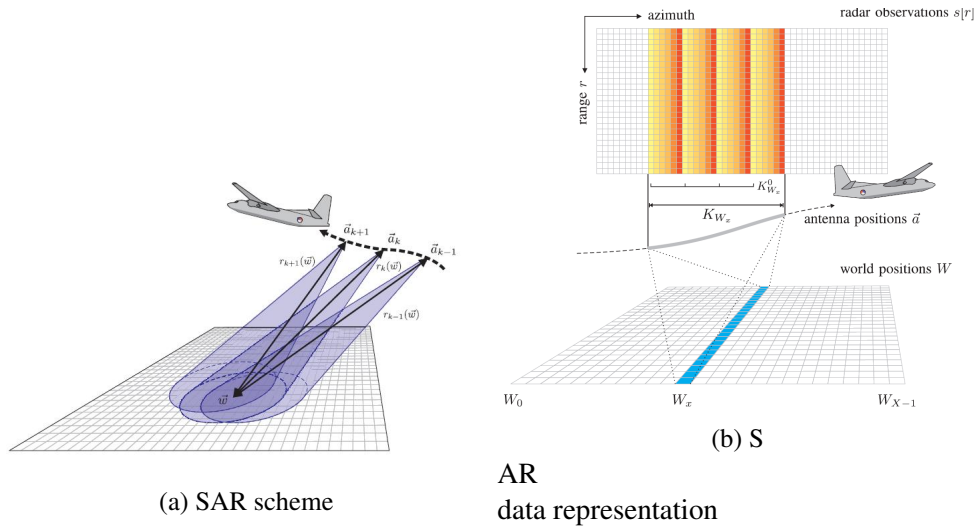 $\vec{a}_{k+1}$
$\vec{a}_k$
$\vec{a}_{k-1}$
$r_{k+1}(\vec{w})$
$r_k(\vec{w})$
$r_{k-1}(\vec{w})$
$\vec{w}$
(a) SAR scheme
azimuth
radar observations $s[r]$
range $r$
$K^0_{W_x}$
$K_{W_x}$
antenna positions $\vec{a}$
world positions $W$
$W_0$
$W_x$
$W_{X-1}$
(b) S
AR
data representation